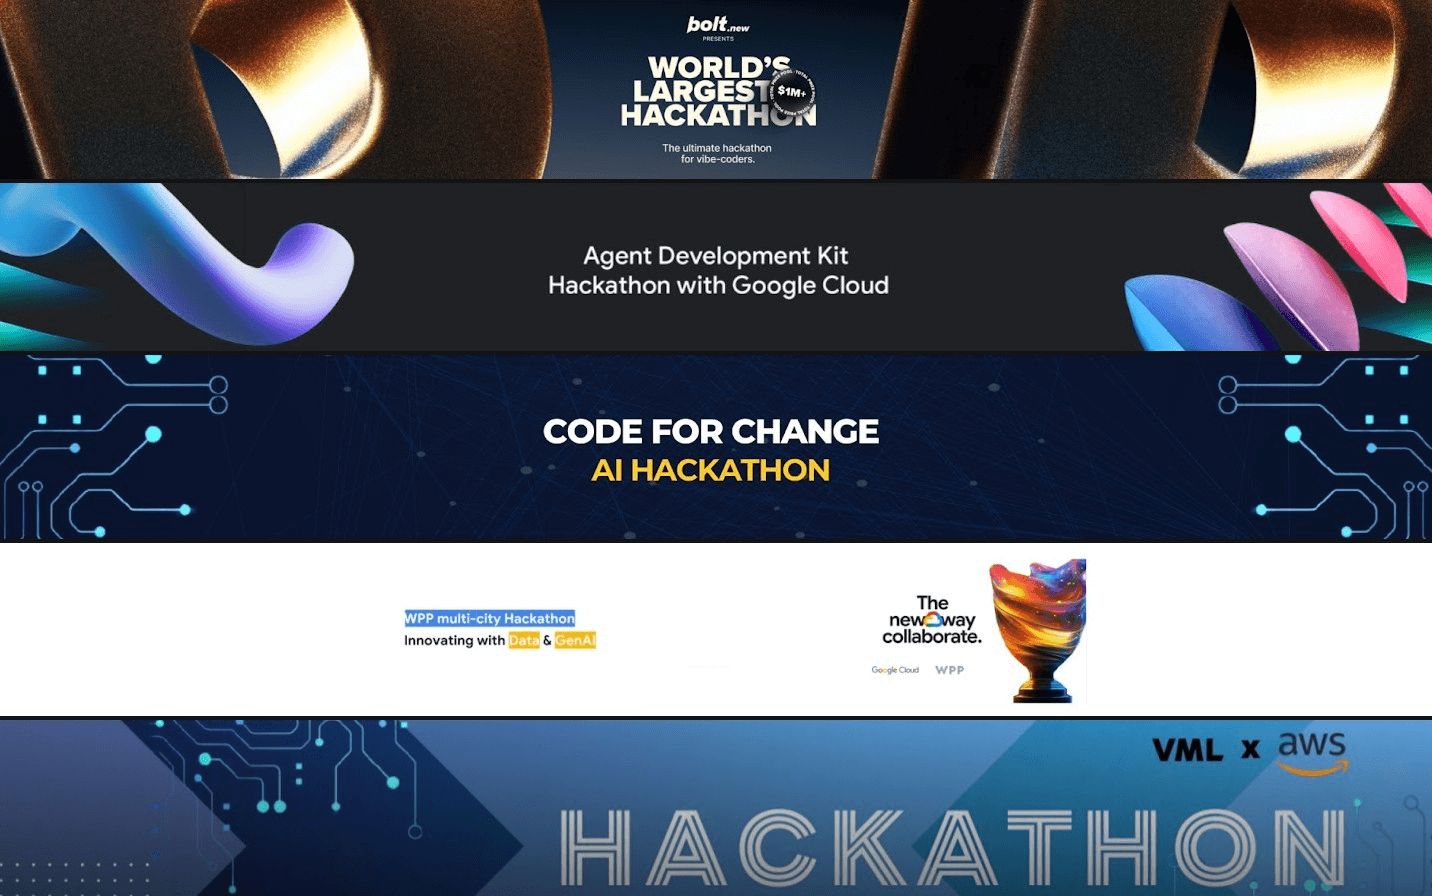 bolt.new
PRESENTS
WORLD'S
LARGEST
HACKATHON
$1M+
The ultimate hackathon
for vibe-coders.
Agent Development Kit
Hackathon with Google Cloud
CODE FOR CHANGE
AI HACKATHON
WPP multi-city Hackathon
Innovating with Data & GenAI
The
new way
collaborate.
Google Cloud WPP
VML x aws
HACKATHON